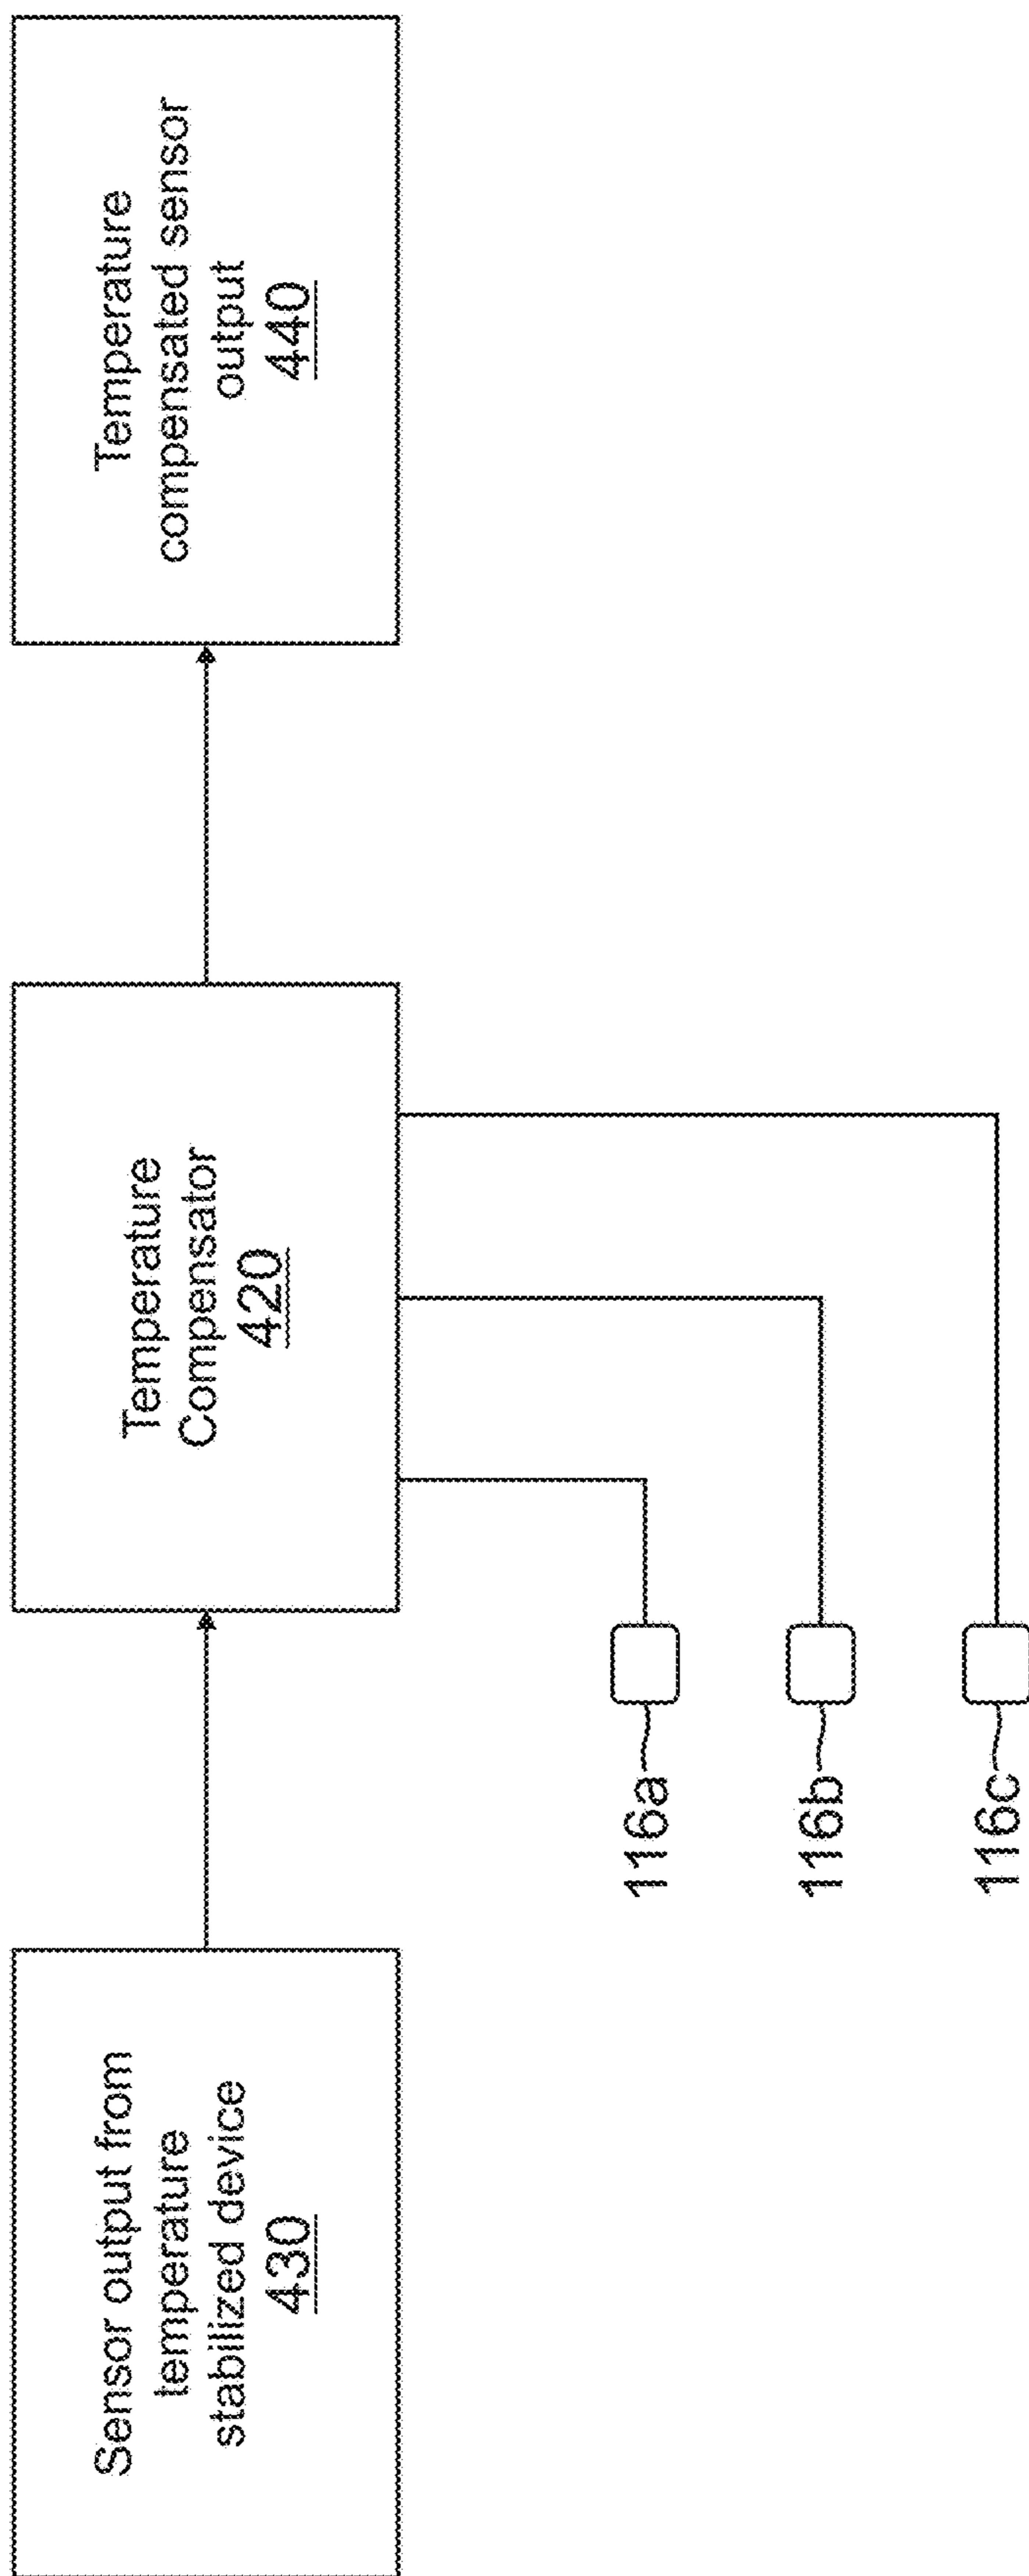 Sensor output from
temperature
stabilized device
430
Temperature
Compensator
420
Temperature
compensated sensor
output
440
116a
116b
116c